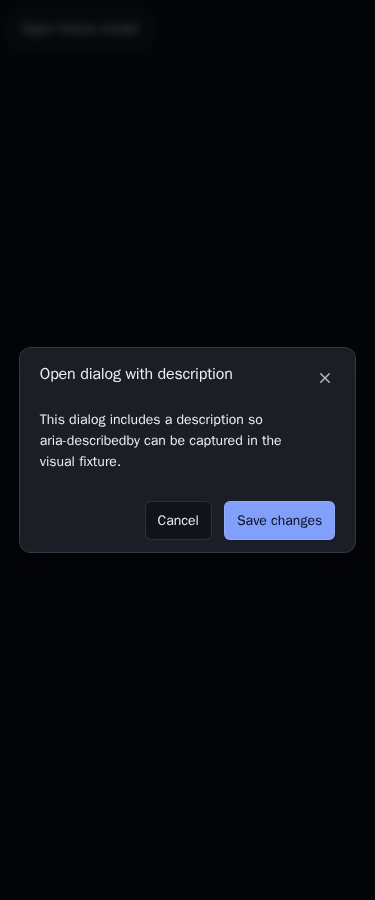 Open dialog with description
This dialog includes a description so
aria-describedby can be captured in the
visual fixture.
Cancel
Save changes